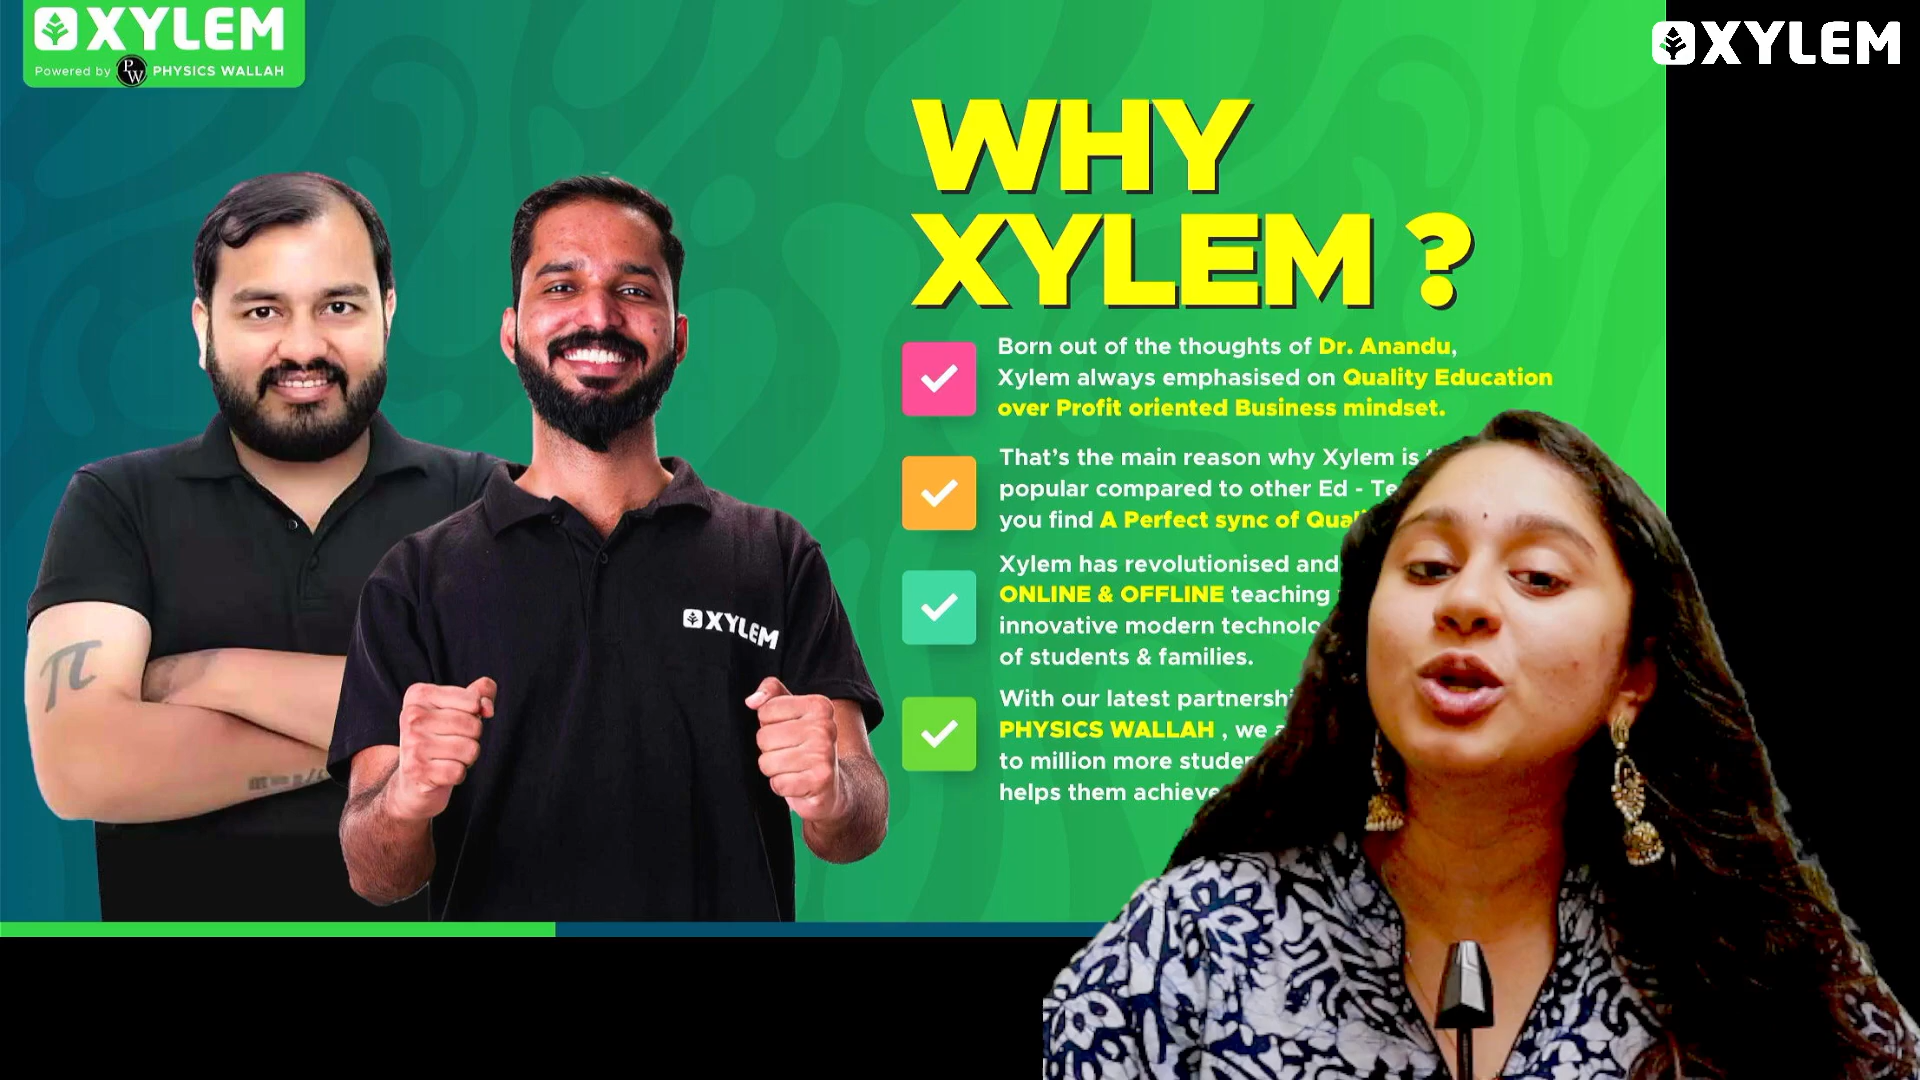 XYLEM
Powered by PW PHYSICS WALLAH
XYLEM
WHY
XYLEM ?
Born out of the thoughts of Dr. Anandu,
Xylem always emphasised on Quality Education
over Profit oriented Business mindset.
That's the main reason why Xylem is
popular compared to other Ed -
you find A Perfect sync of
Xylem has revolutionised and
ONLINE & OFFLINE teaching
innovative modern
of students & families.
With our latest
PHYSICS WALLAH , we
to million more
helps them
XYLEM
π